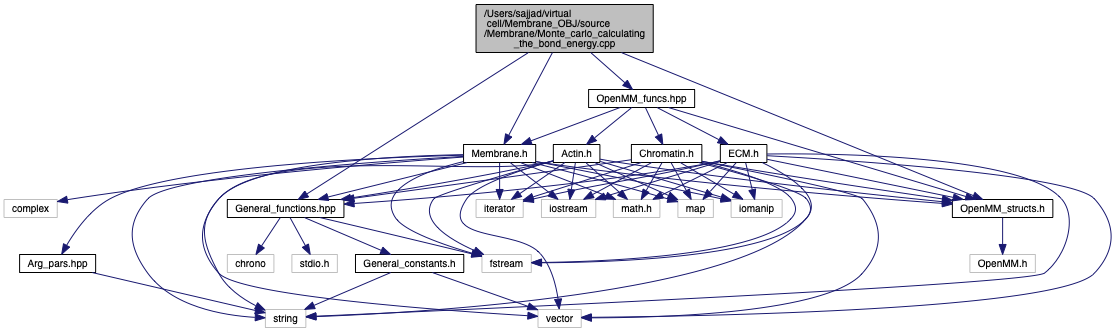 /Users/sajjad/virtual
cell/Membrane_OBJ/source
/Membrane/Monte_carlo_calculating
_the_bond_energy.cpp
OpenMM_funcs.hpp
Membrane.h
Actin.h
Chromatin.h
ECM.h
complex
General_functions.hpp
iterator
iostream
math.h
map
iomanip
OpenMM_structs.h
Arg_pars.hpp
chrono
stdio.h
General_constants.h
fstream
OpenMM.h
string
vector